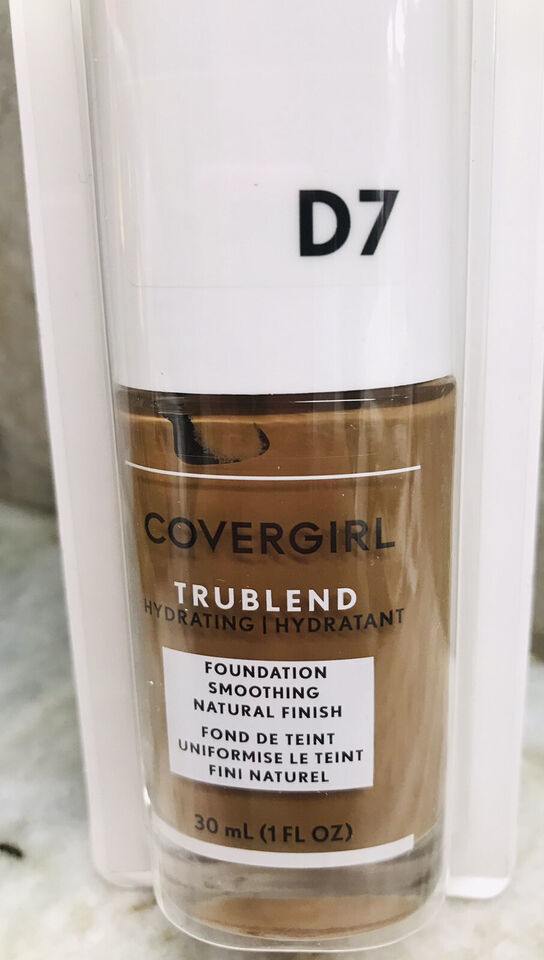 D7
COVERGIRL
TRUBLEND
HYDRATING | HYDRATANT
FOUNDATION
SMOOTHING
NATURAL FINISH
FOND DE TEINT
UNIFORMISE LE TEINT
FINI NATUREL
30 mL (1 FL OZ)